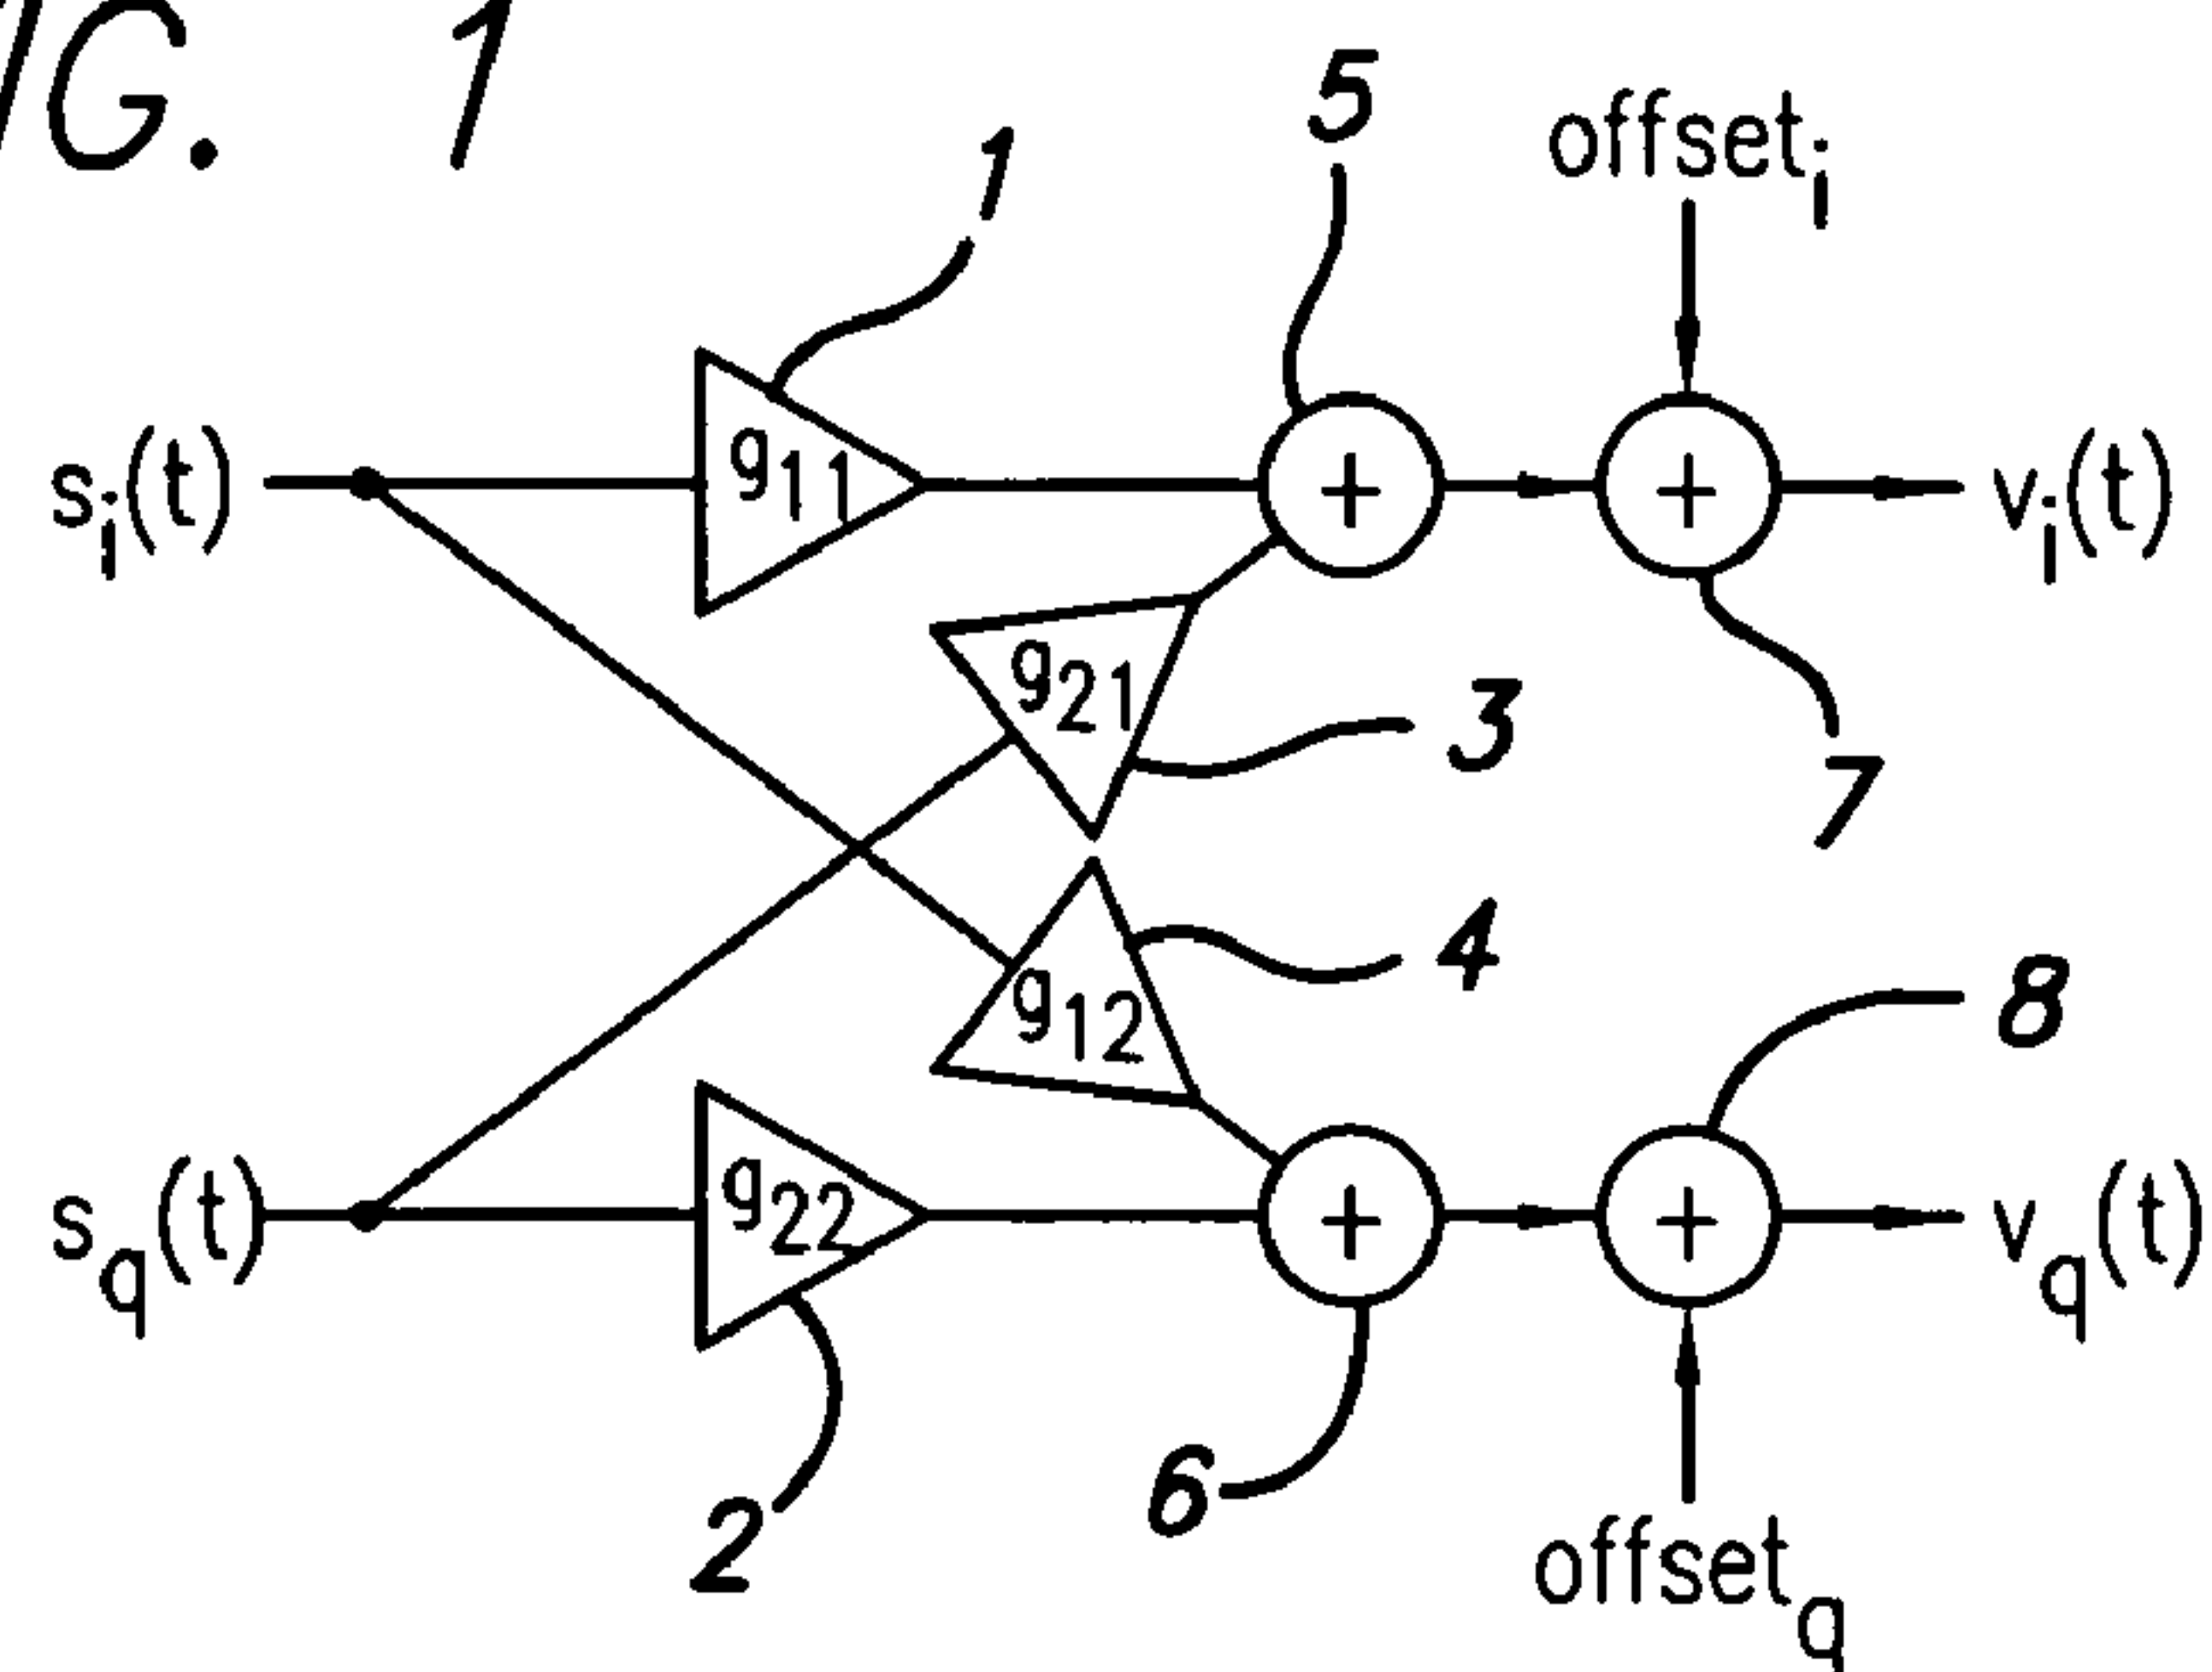 IG. 1
1
5
offset_i
s_i(t)
g_11
v_i(t)
g_21
3
7
4
g_12
8
s_q(t)
g_22
v_q(t)
2
6
offset_q